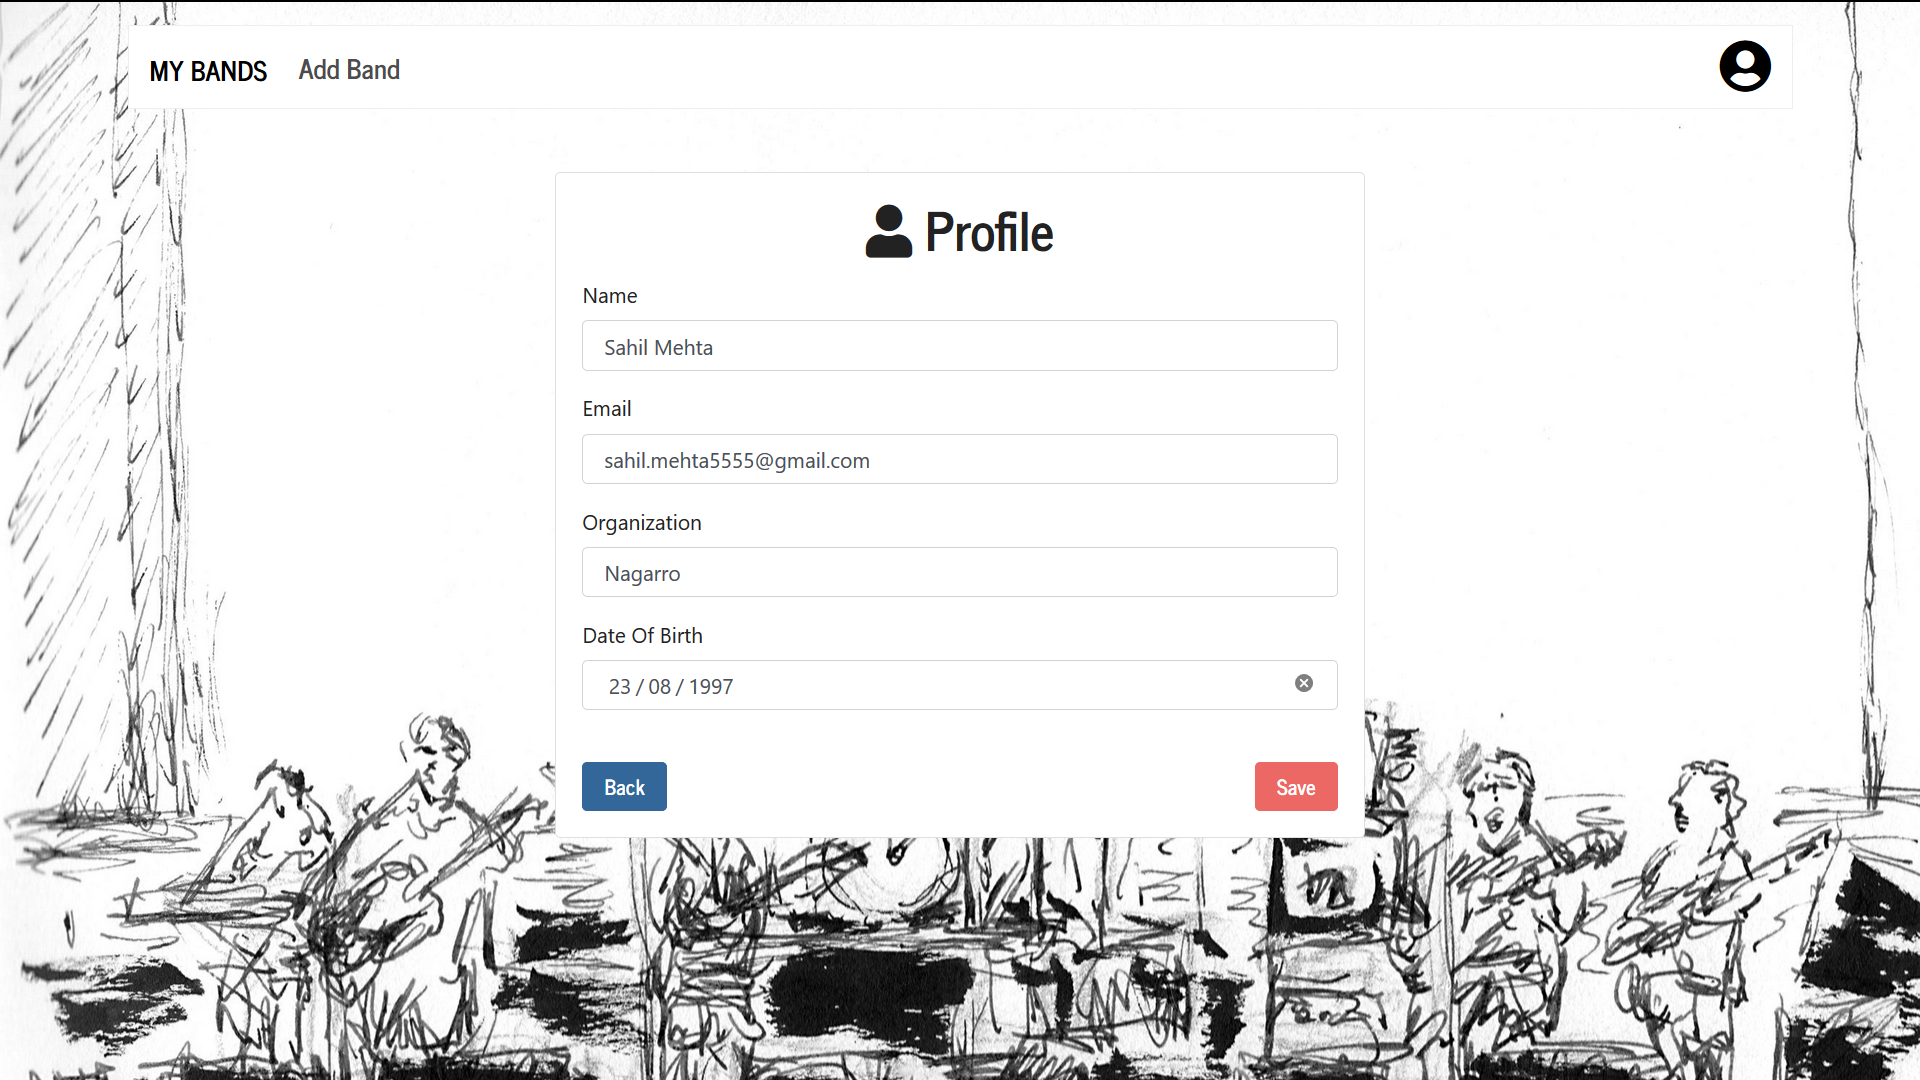 MY BANDS Add Band
Profile
Name
Sahil Mehta
Email
sahil.mehta5555@gmail.com
Organization
Nagarro
Date Of Birth
23 / 08 / 1997
Back Save